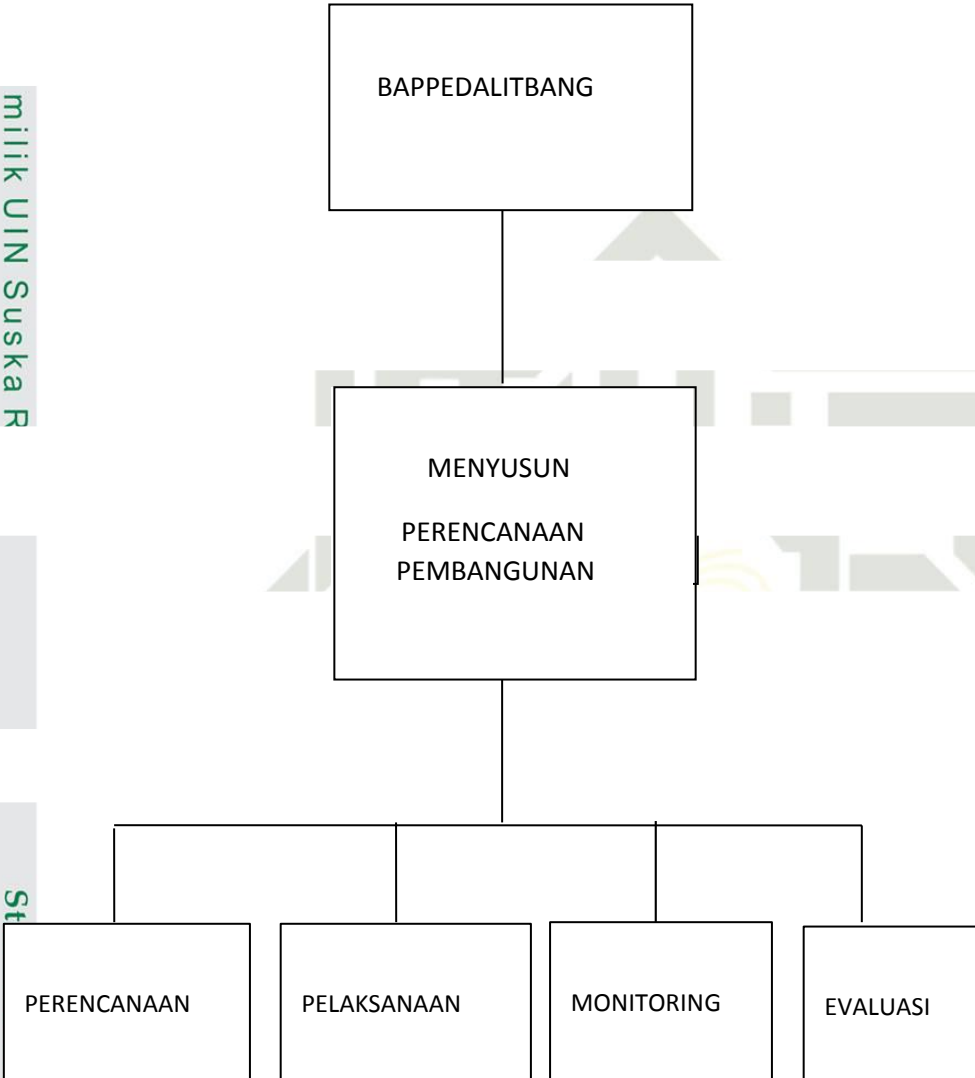 milik UIN Suska R
BAPPEDALITBANG
MENYUSUN
PERENCANAAN
PEMBANGUNAN
St
PERENCANAAN
PELAKSANAAN
MONITORING
EVALUASI